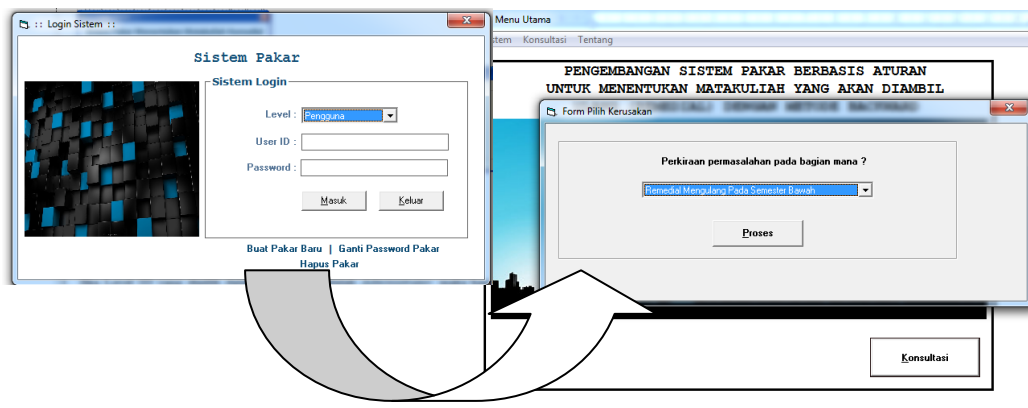 :: Login Sistem ::
Sistem Pakar
Sistem Login
Level :
Pengguna
User ID :
Password :
Masuk
Keluar
Buat Pakar Baru | Ganti Password Pakar
Hapus Pakar
Menu Utama
stem Konsultasi Tentang
PENGEMBANGAN SISTEM PAKAR BERBASIS ATURAN
UNTUK MENENTUKAN MATAKULIAH YANG AKAN DIAMBIL
Form Pilih Kerusakan
Perkiraan permasalahan pada bagian mana ?
Remedial Mengulang Pada Semester Bawah
Proses
Konsultasi